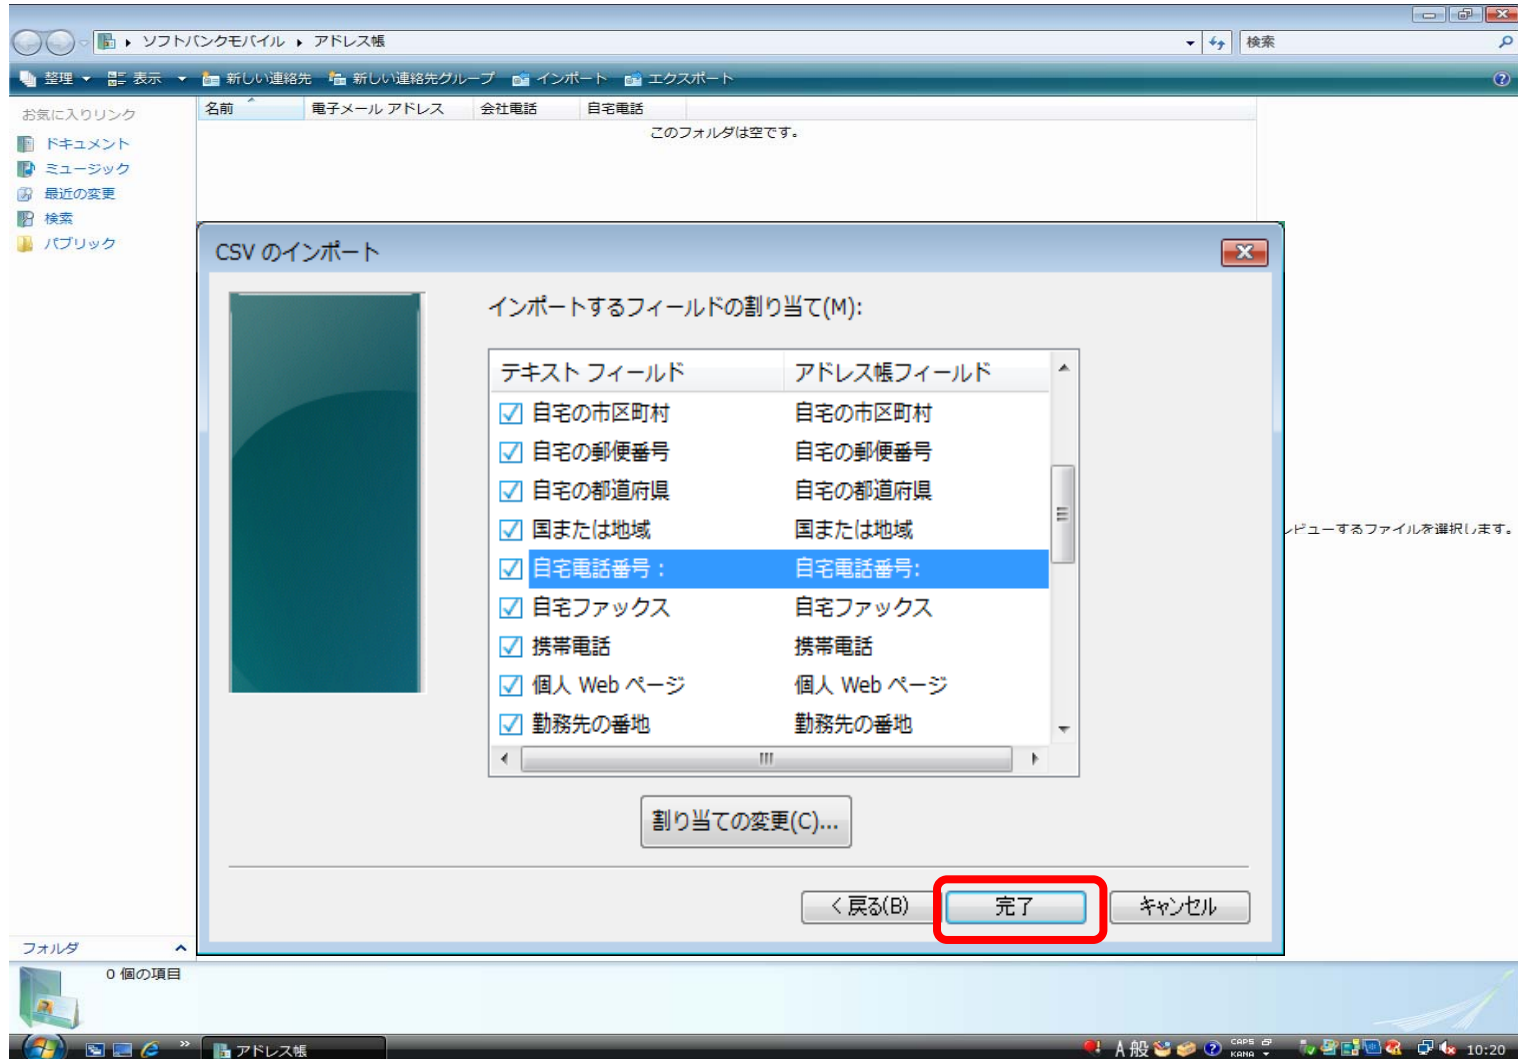 ソフトバンクモバイル ▸ アドレス帳
検索
整理 表示 新しい連絡先 新しい連絡先グループ インポート エクスポート
お気に入りリンク
ドキュメント
ミュージック
最近の変更
検索
パブリック
名前 電子メール アドレス 会社電話 自宅電話
このフォルダは空です。
CSV のインポート
インポートするフィールドの割り当て(M):
テキスト フィールド アドレス帳フィールド
自宅の市区町村 自宅の市区町村
自宅の郵便番号 自宅の郵便番号
自宅の都道府県 自宅の都道府県
国または地域 国または地域
自宅電話番号 : 自宅電話番号:
自宅ファックス 自宅ファックス
携帯電話 携帯電話
個人 Web ページ 個人 Web ページ
勤務先の番地 勤務先の番地
割り当ての変更(C)...
< 戻る(B) 完了 キャンセル
レビューするファイルを選択します。
フォルダ
0 個の項目
アドレス帳
A 般 CAPS KANA 10:20